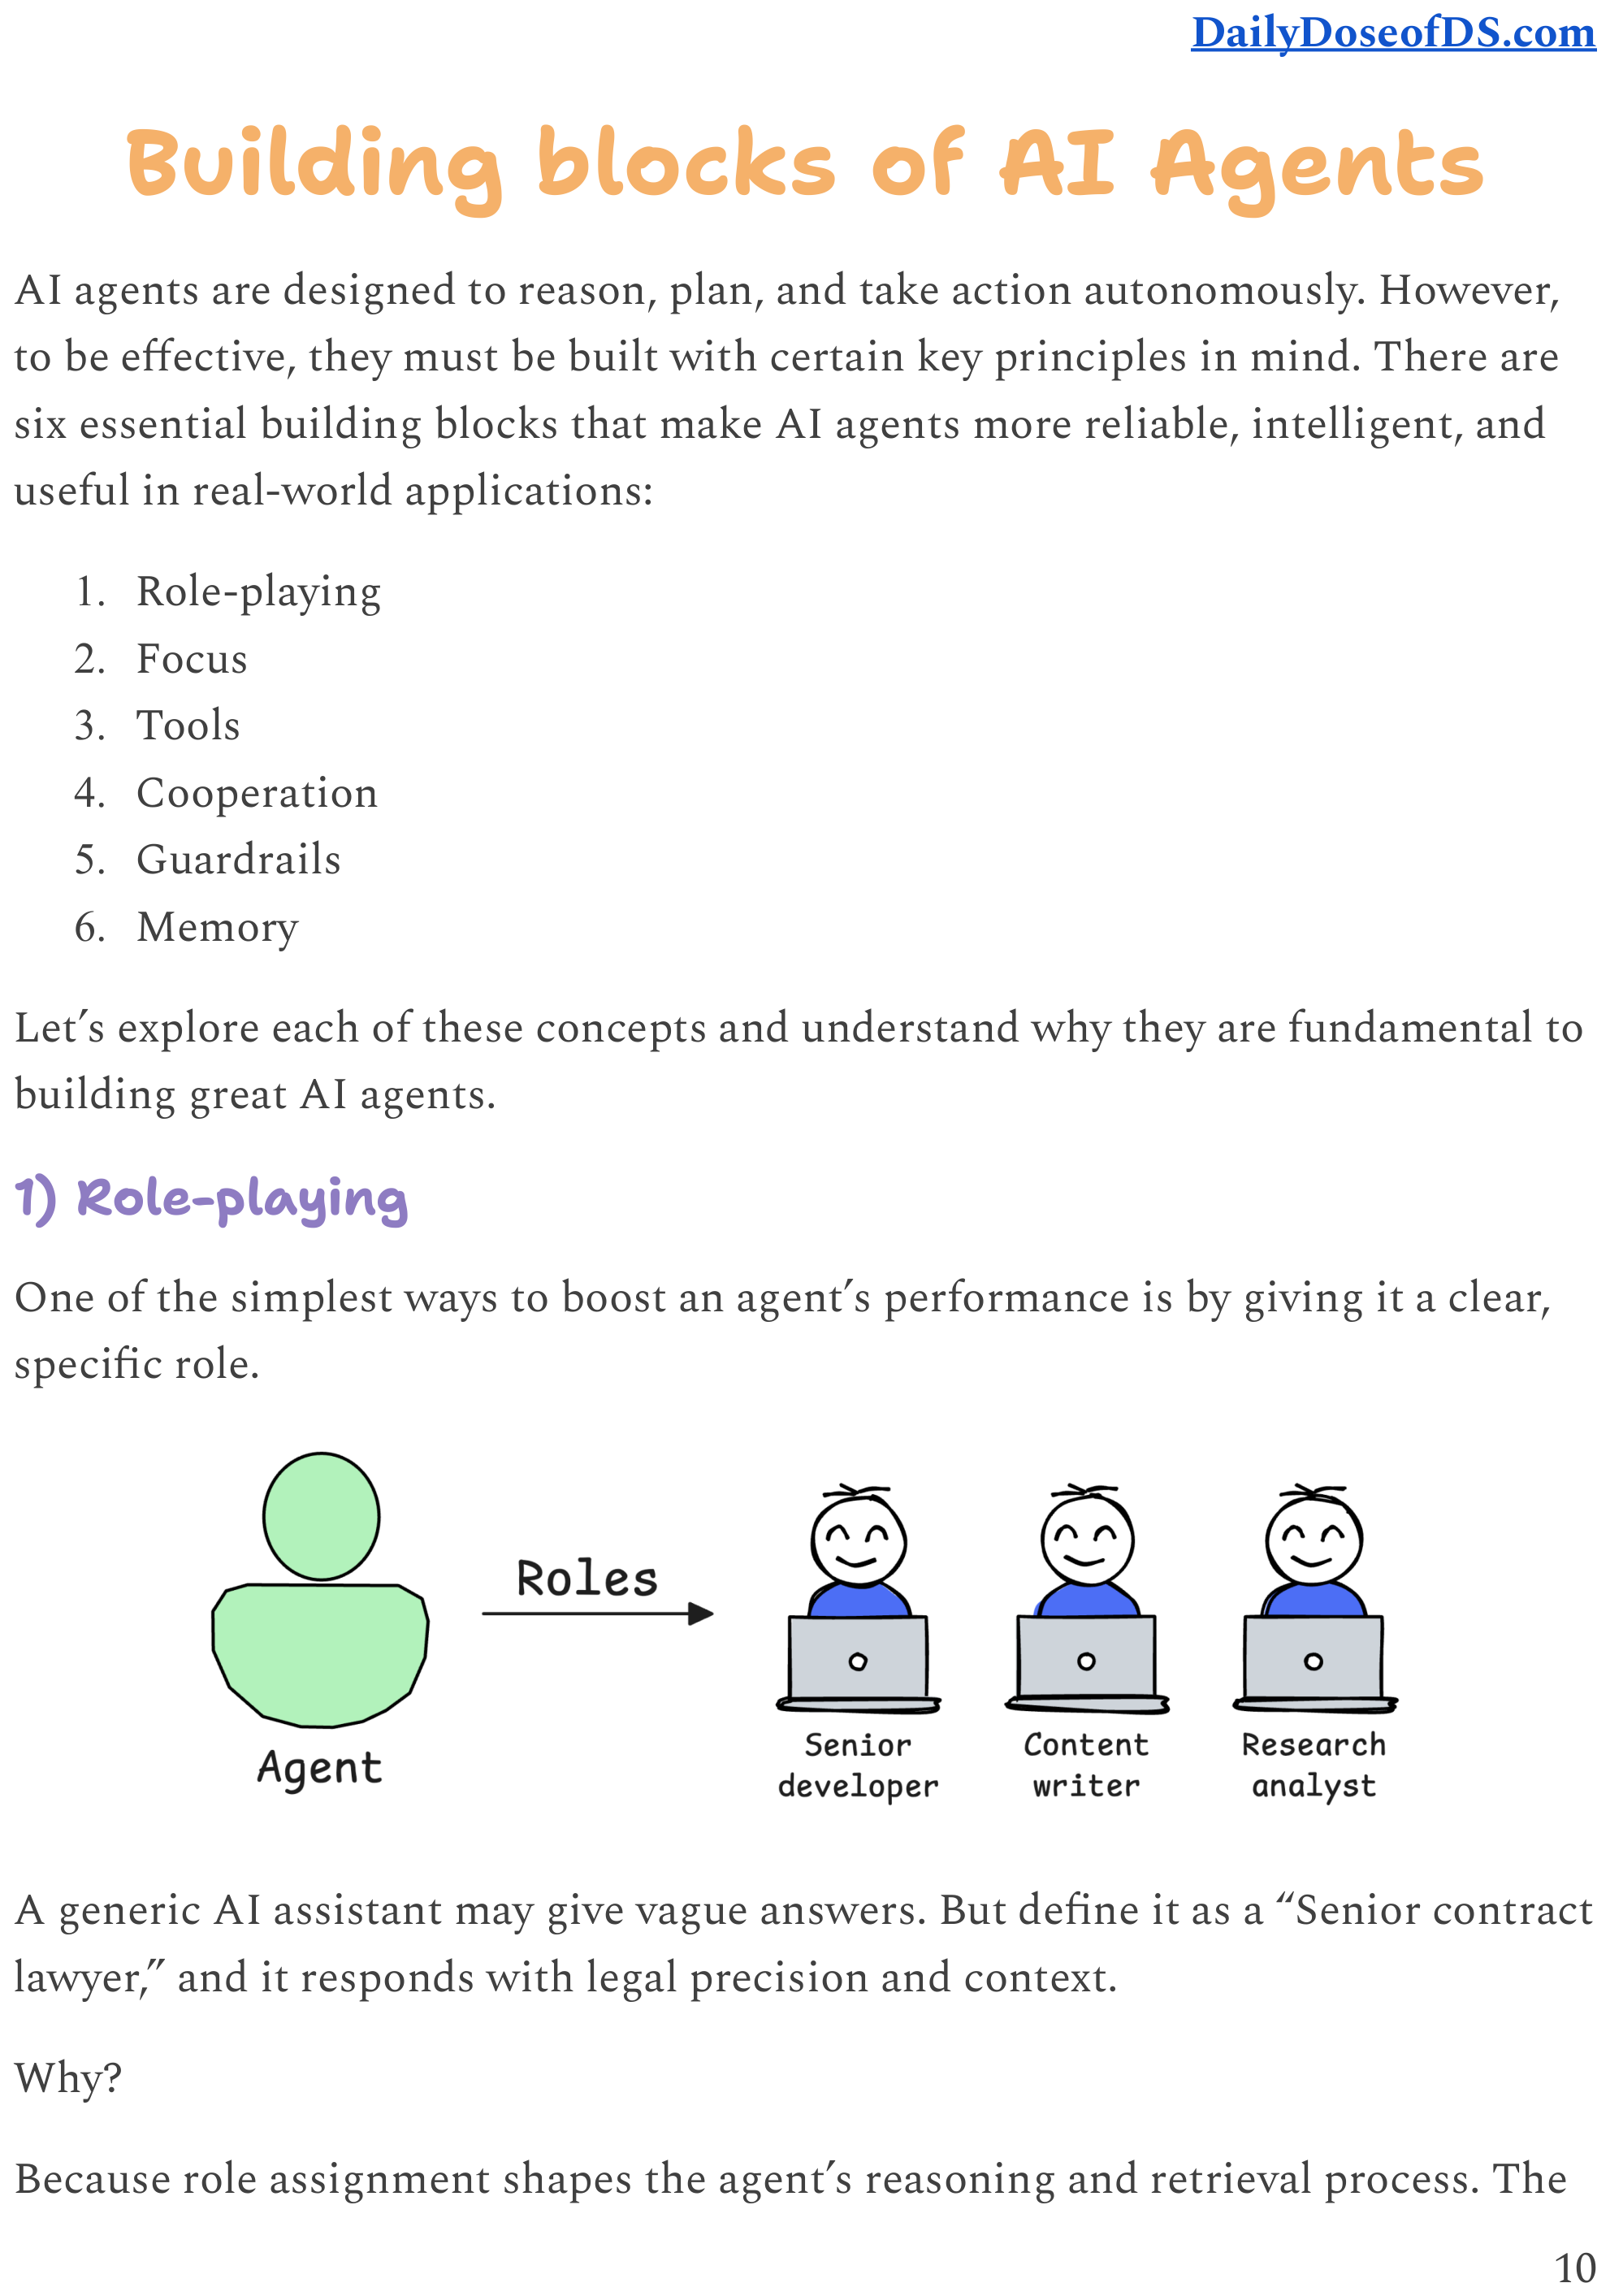 DailyDoseofDS.com
Building blocks of AI Agents
AI agents are designed to reason, plan, and take action autonomously. However,
to be effective, they must be built with certain key principles in mind. There are
six essential building blocks that make AI agents more reliable, intelligent, and
useful in real-world applications:
1. Role-playing
2. Focus
3. Tools
4. Cooperation
5. Guardrails
6. Memory
Let´s explore each of these concepts and understand why they are fundamental to
building great AI agents.
1) Role-playing
One of the simplest ways to boost an agent´s performance is by giving it a clear,
specific role.
Roles
Agent
Senior
developer
Content
writer
Research
analyst
A generic AI assistant may give vague answers. But define it as a “Senior contract
lawyer,” and it responds with legal precision and context.
Why?
Because role assignment shapes the agent´s reasoning and retrieval process. The
10